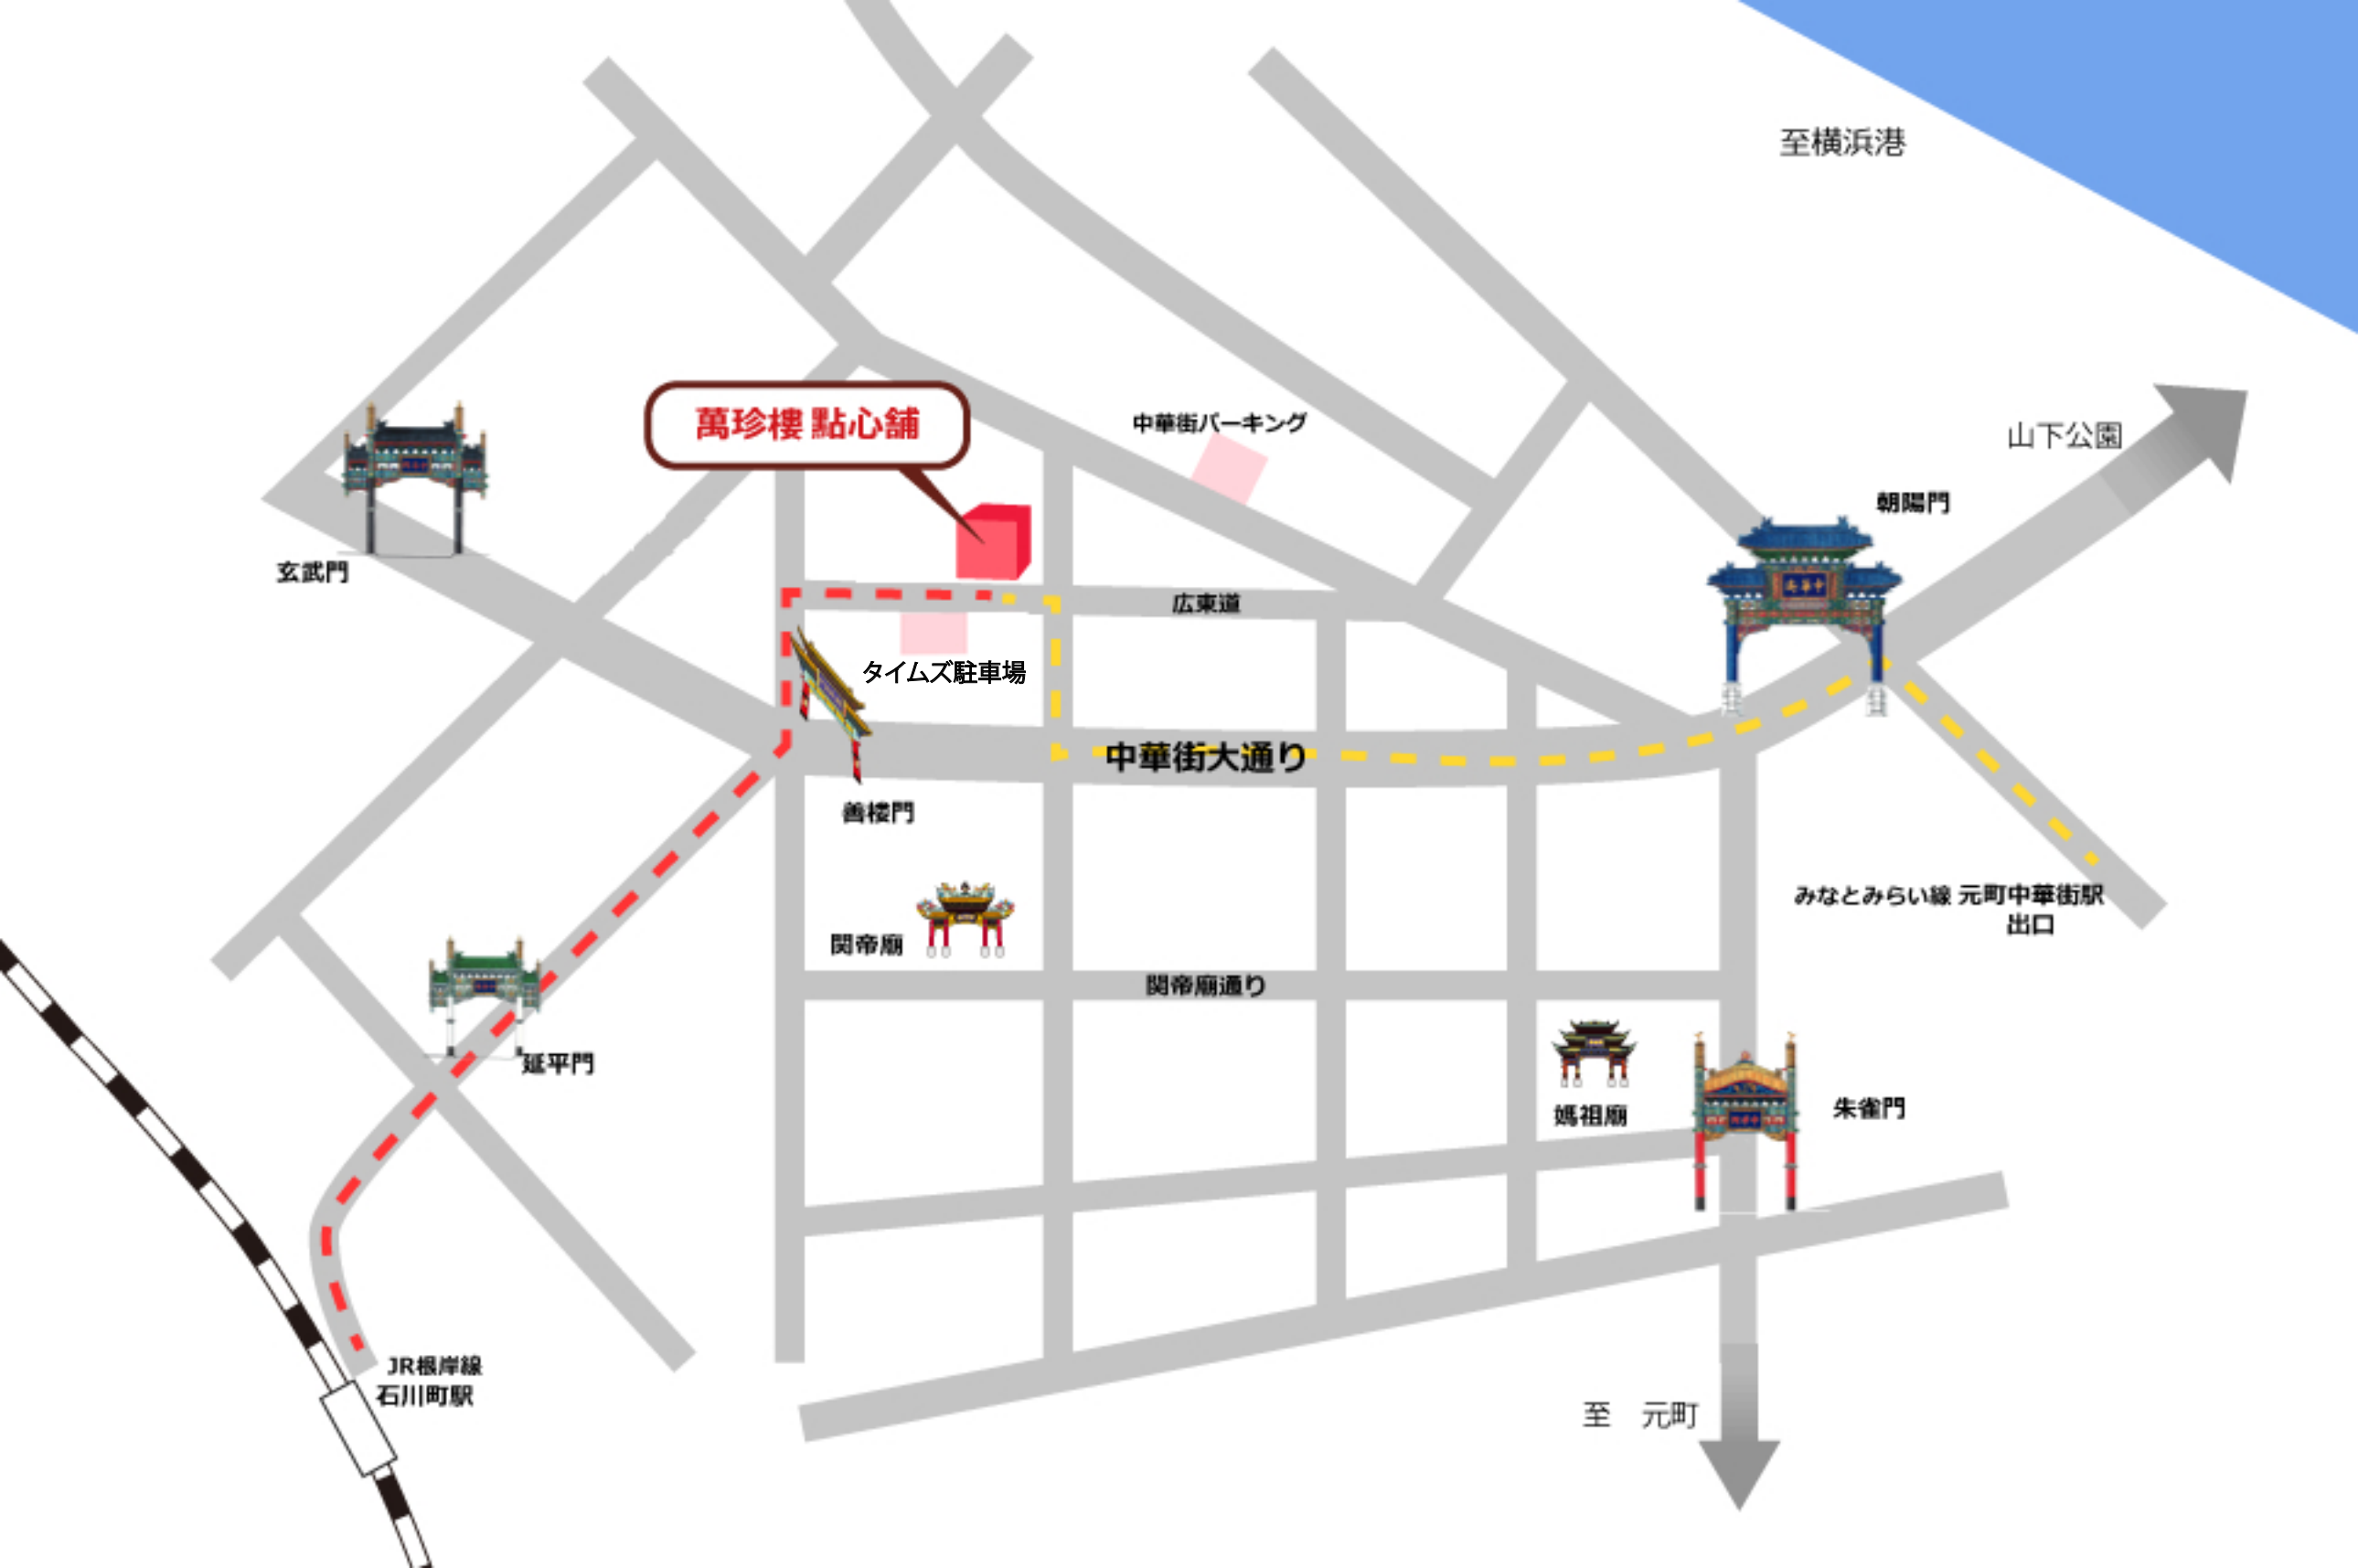 至横浜港
萬珍樓 點心舗
中華街パーキング
山下公園
朝陽門
玄武門
広東道
タイムズ駐車場
中華街大通り
善楼門
みなとみらい線 元町中華街駅
出口
関帝廟
関帝廟通り
延平門
媽祖廟
朱雀門
JR根岸線
石川町駅
至　元町